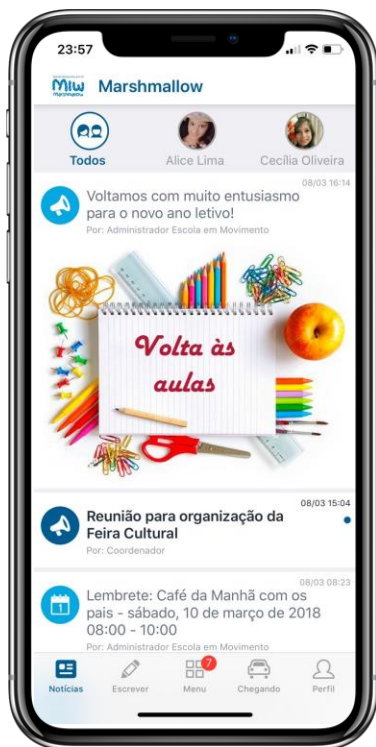 23:57
Mlw Marshmallow
Marshmallow
Todos
Alice Lima
Cecília Oliveira
08/03 16:14
Voltamos com muito entusiasmo
para o novo ano letivo!
Por: Administrador Escola em Movimento
Volta às
aulas
08/03 15:04
Reunião para organização da
Feira Cultural
Por: Coordenador
08/03 08:23
1
Lembrete: Café da Manhã com os
pais - sábado, 10 de março de 2018
08:00 - 10:00
Por: Administrador Escola em Movimento
7
Notícias
Escrever
Menu
Chegando
Perfil